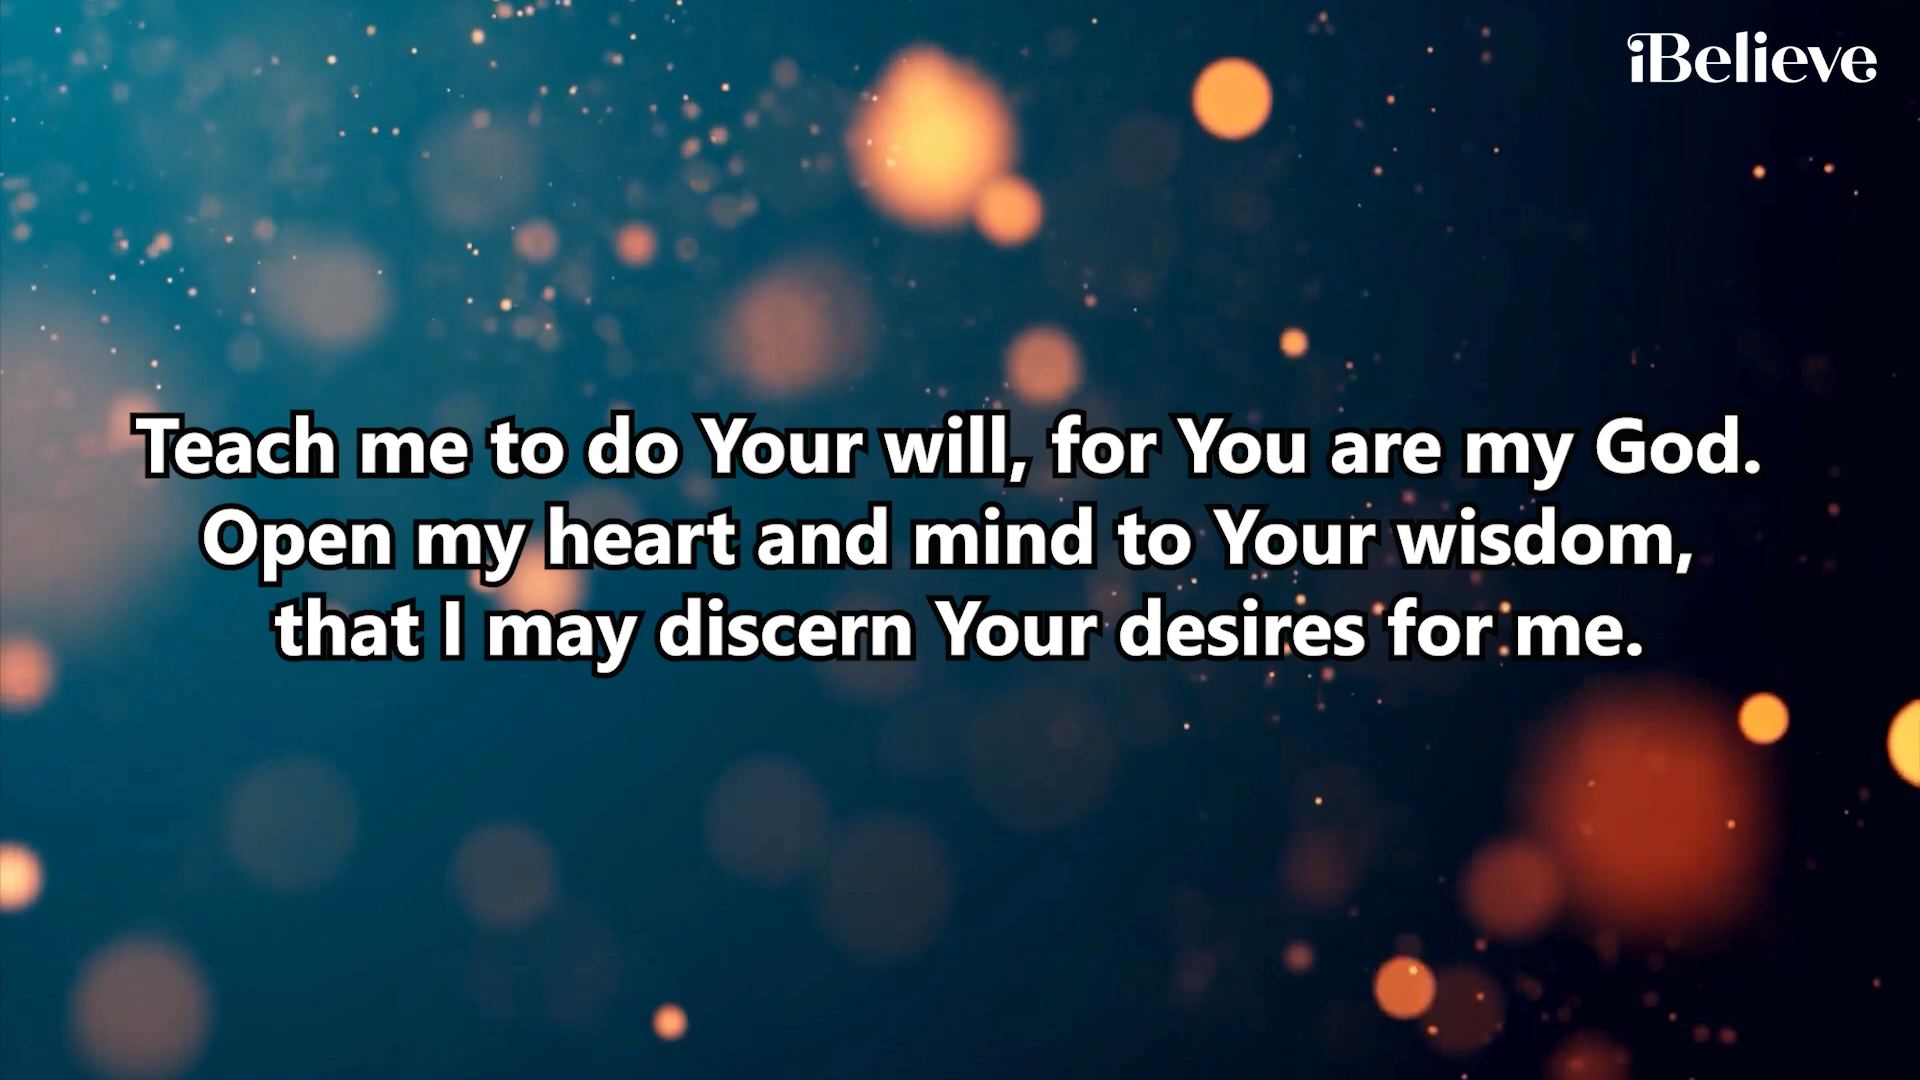 iBelieve
Teach me to do Your will, for You are my God.
Open my heart and mind to Your wisdom,
that I may discern Your desires for me.